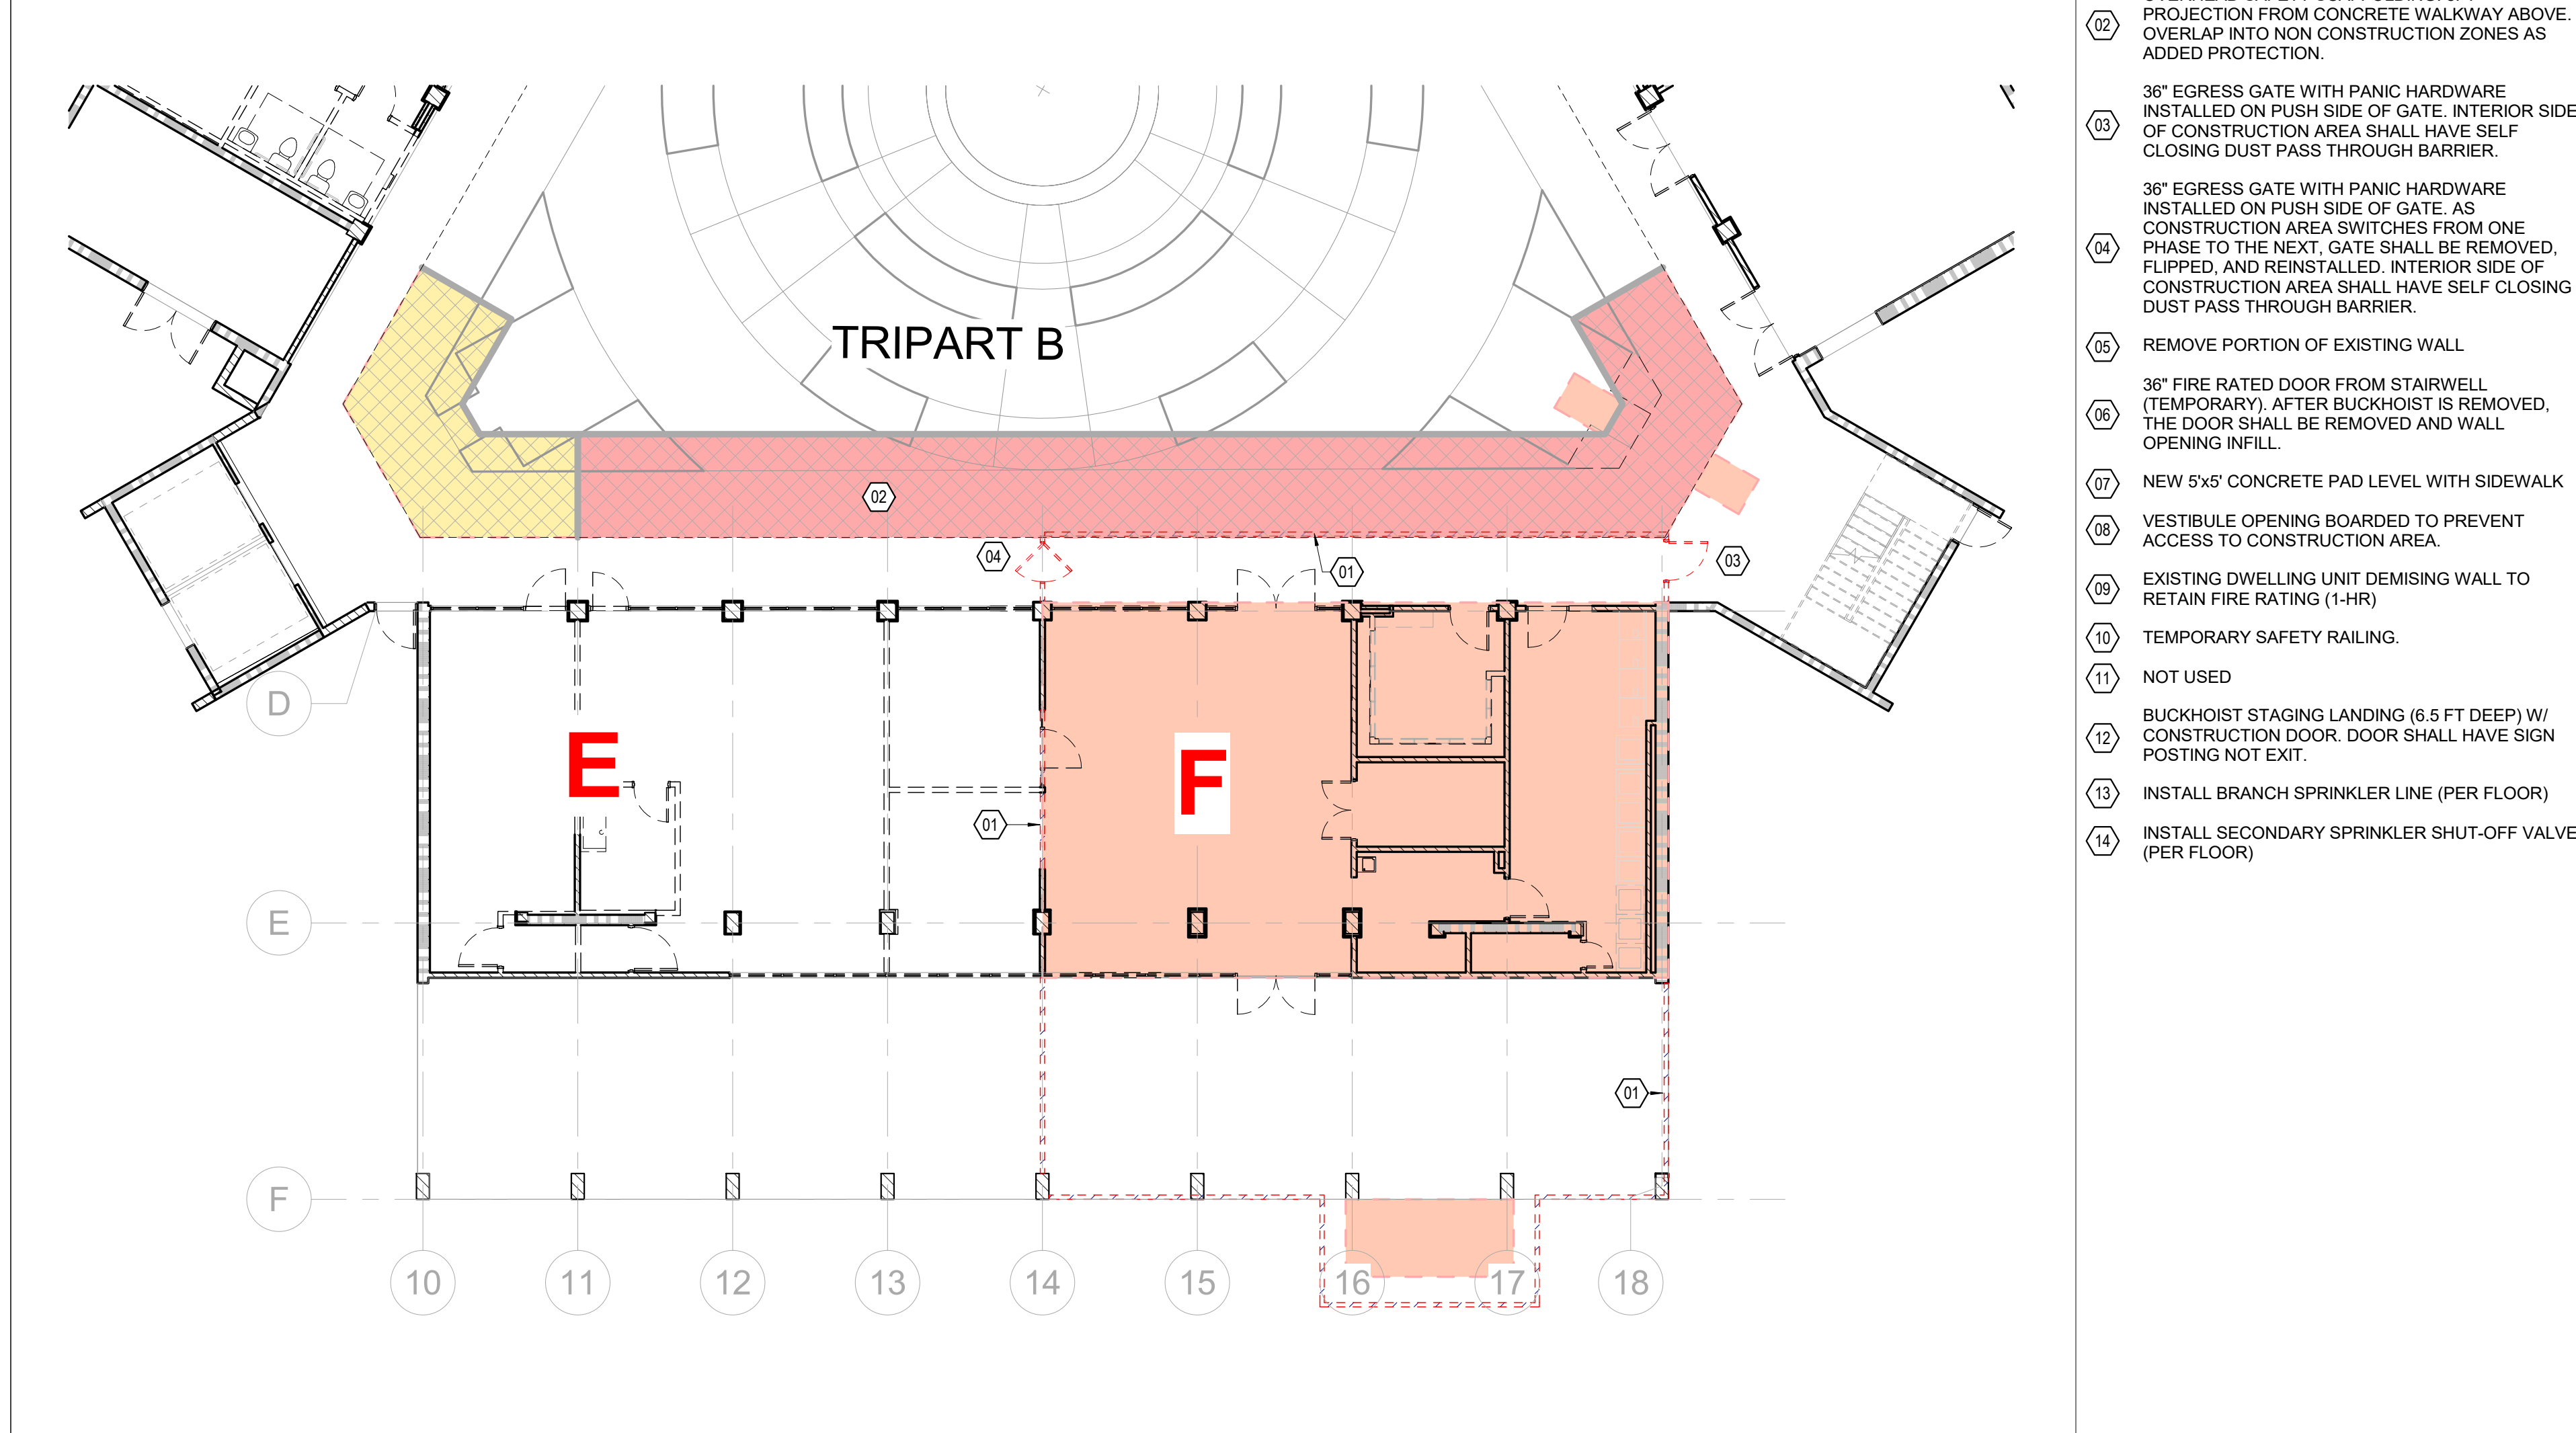 TRIPART B
02
04
01
03
E
F
01
01
D
E
F
10
11
12
13
14
15
16
17
18
02
PROJECTION FROM CONCRETE WALKWAY ABOVE.
OVERLAP INTO NON CONSTRUCTION ZONES AS
ADDED PROTECTION.
03
36" EGRESS GATE WITH PANIC HARDWARE
INSTALLED ON PUSH SIDE OF GATE. INTERIOR SIDE
OF CONSTRUCTION AREA SHALL HAVE SELF
CLOSING DUST PASS THROUGH BARRIER.
04
36" EGRESS GATE WITH PANIC HARDWARE
INSTALLED ON PUSH SIDE OF GATE. AS
CONSTRUCTION AREA SWITCHES FROM ONE
PHASE TO THE NEXT, GATE SHALL BE REMOVED,
FLIPPED, AND REINSTALLED. INTERIOR SIDE OF
CONSTRUCTION AREA SHALL HAVE SELF CLOSING
DUST PASS THROUGH BARRIER.
05
REMOVE PORTION OF EXISTING WALL
06
36" FIRE RATED DOOR FROM STAIRWELL
(TEMPORARY). AFTER BUCKHOIST IS REMOVED,
THE DOOR SHALL BE REMOVED AND WALL
OPENING INFILL.
07
NEW 5'x5' CONCRETE PAD LEVEL WITH SIDEWALK
08
VESTIBULE OPENING BOARDED TO PREVENT
ACCESS TO CONSTRUCTION AREA.
09
EXISTING DWELLING UNIT DEMISING WALL TO
RETAIN FIRE RATING (1-HR)
10
TEMPORARY SAFETY RAILING.
11
NOT USED
12
BUCKHOIST STAGING LANDING (6.5 FT DEEP) W/
CONSTRUCTION DOOR. DOOR SHALL HAVE SIGN
POSTING NOT EXIT.
13
INSTALL BRANCH SPRINKLER LINE (PER FLOOR)
14
INSTALL SECONDARY SPRINKLER SHUT-OFF VALVE
(PER FLOOR)